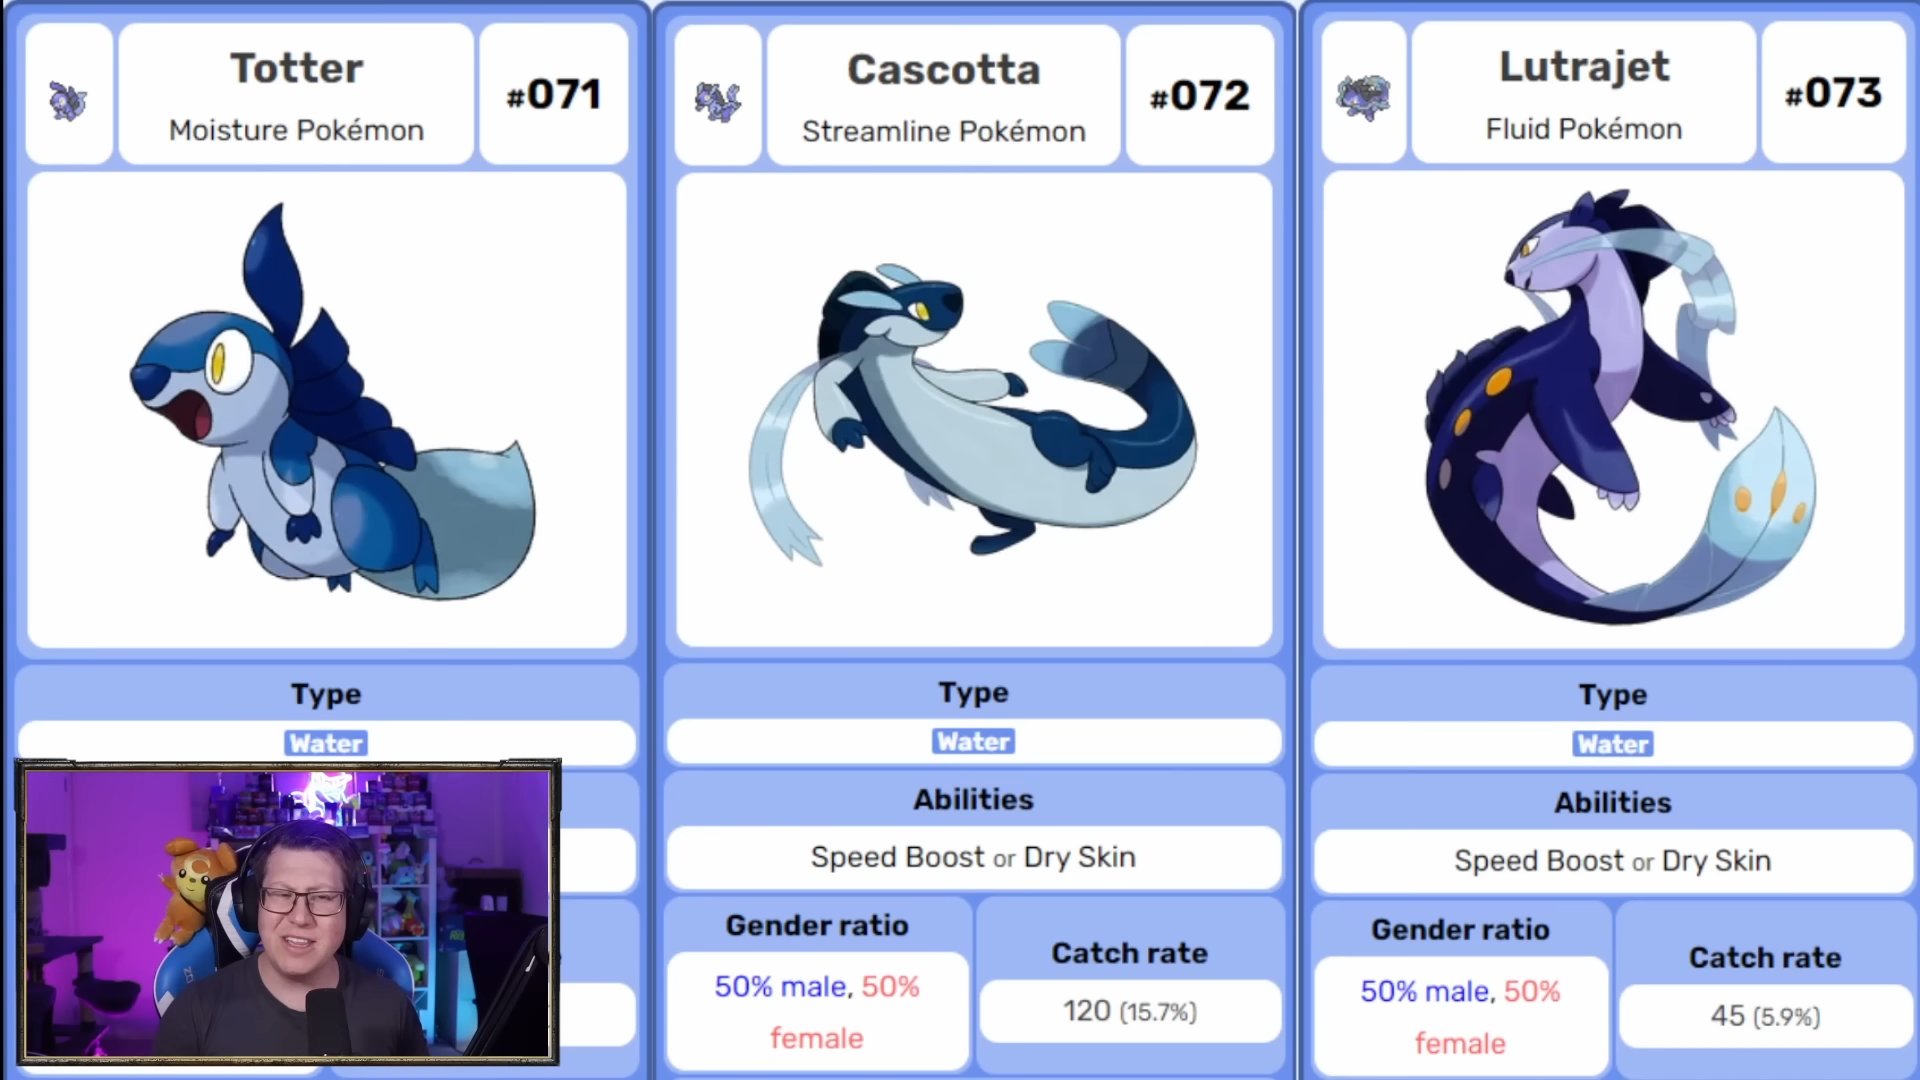 Totter
Moisture Pokémon
#071
Type
Water
Cascotta
Streamline Pokémon
#072
Type
Water
Abilities
Speed Boost or Dry Skin
Gender ratio
50% male, 50%
female
Catch rate
120 (15.7%)
Lutrajet
Fluid Pokémon
#073
Type
Water
Abilities
Speed Boost or Dry Skin
Gender ratio
50% male, 50%
female
Catch rate
45 (5.9%)